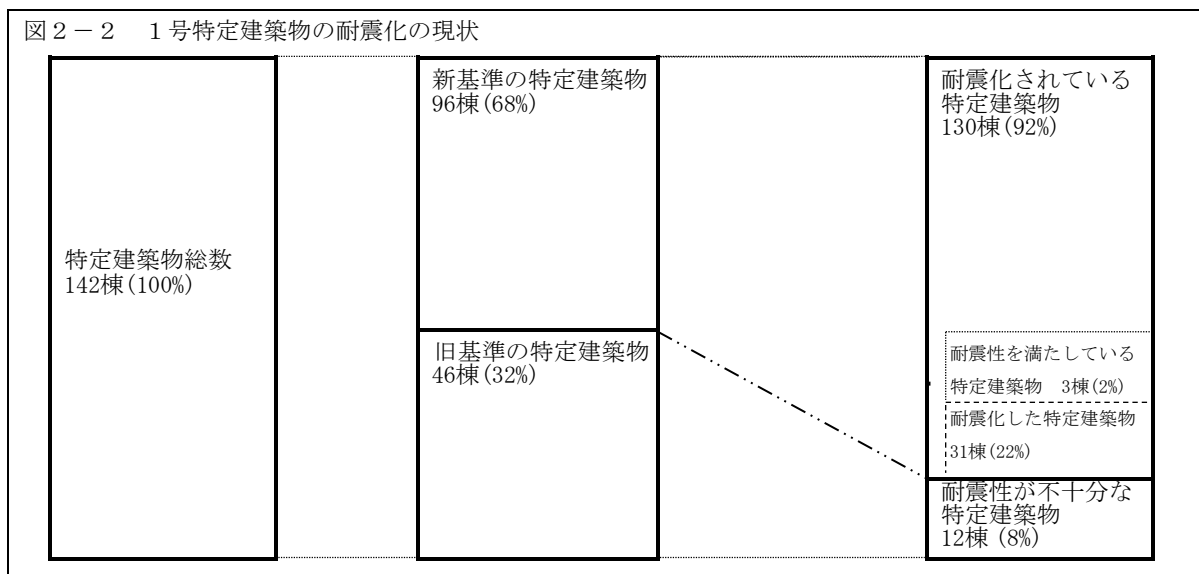 図２－２　１号特定建築物の耐震化の現状
特定建築物総数
142棟(100%)
新基準の特定建築物
96棟(68%)
旧基準の特定建築物
46棟(32%)
耐震化されている
特定建築物
130棟(92%)
耐震性を満たしている
特定建築物　3棟(2%)
耐震化した特定建築物
31棟(22%)
耐震性が不十分な
特定建築物
12棟 (8%)